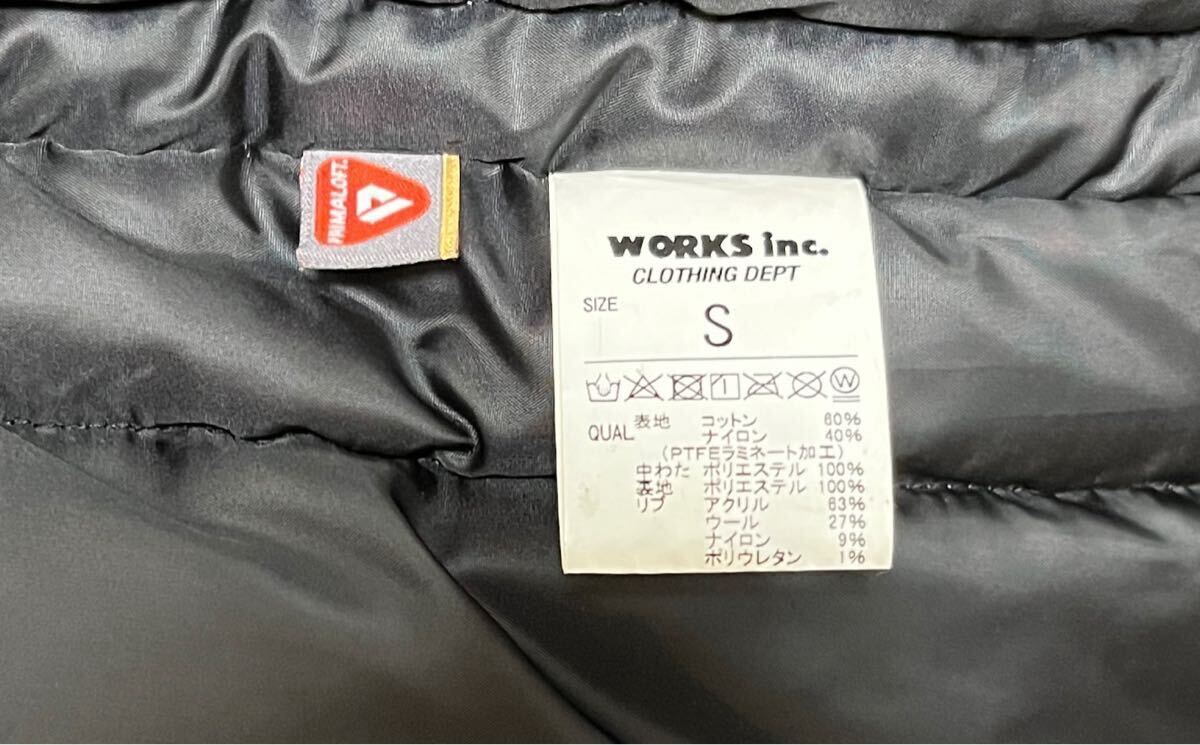 PRIMALOFT.
WORKS inc.
CLOTHING DEPT
SIZE
S
W
QUAL 表地 コットン 60%
ナイロン 40%
(PTFEラミネート加工)
中わた ポリエステル 100%
表地 ポリエステル 100%
リブ アクリル 63%
ウール 27%
ナイロン 9%
ポリウレタン 1%